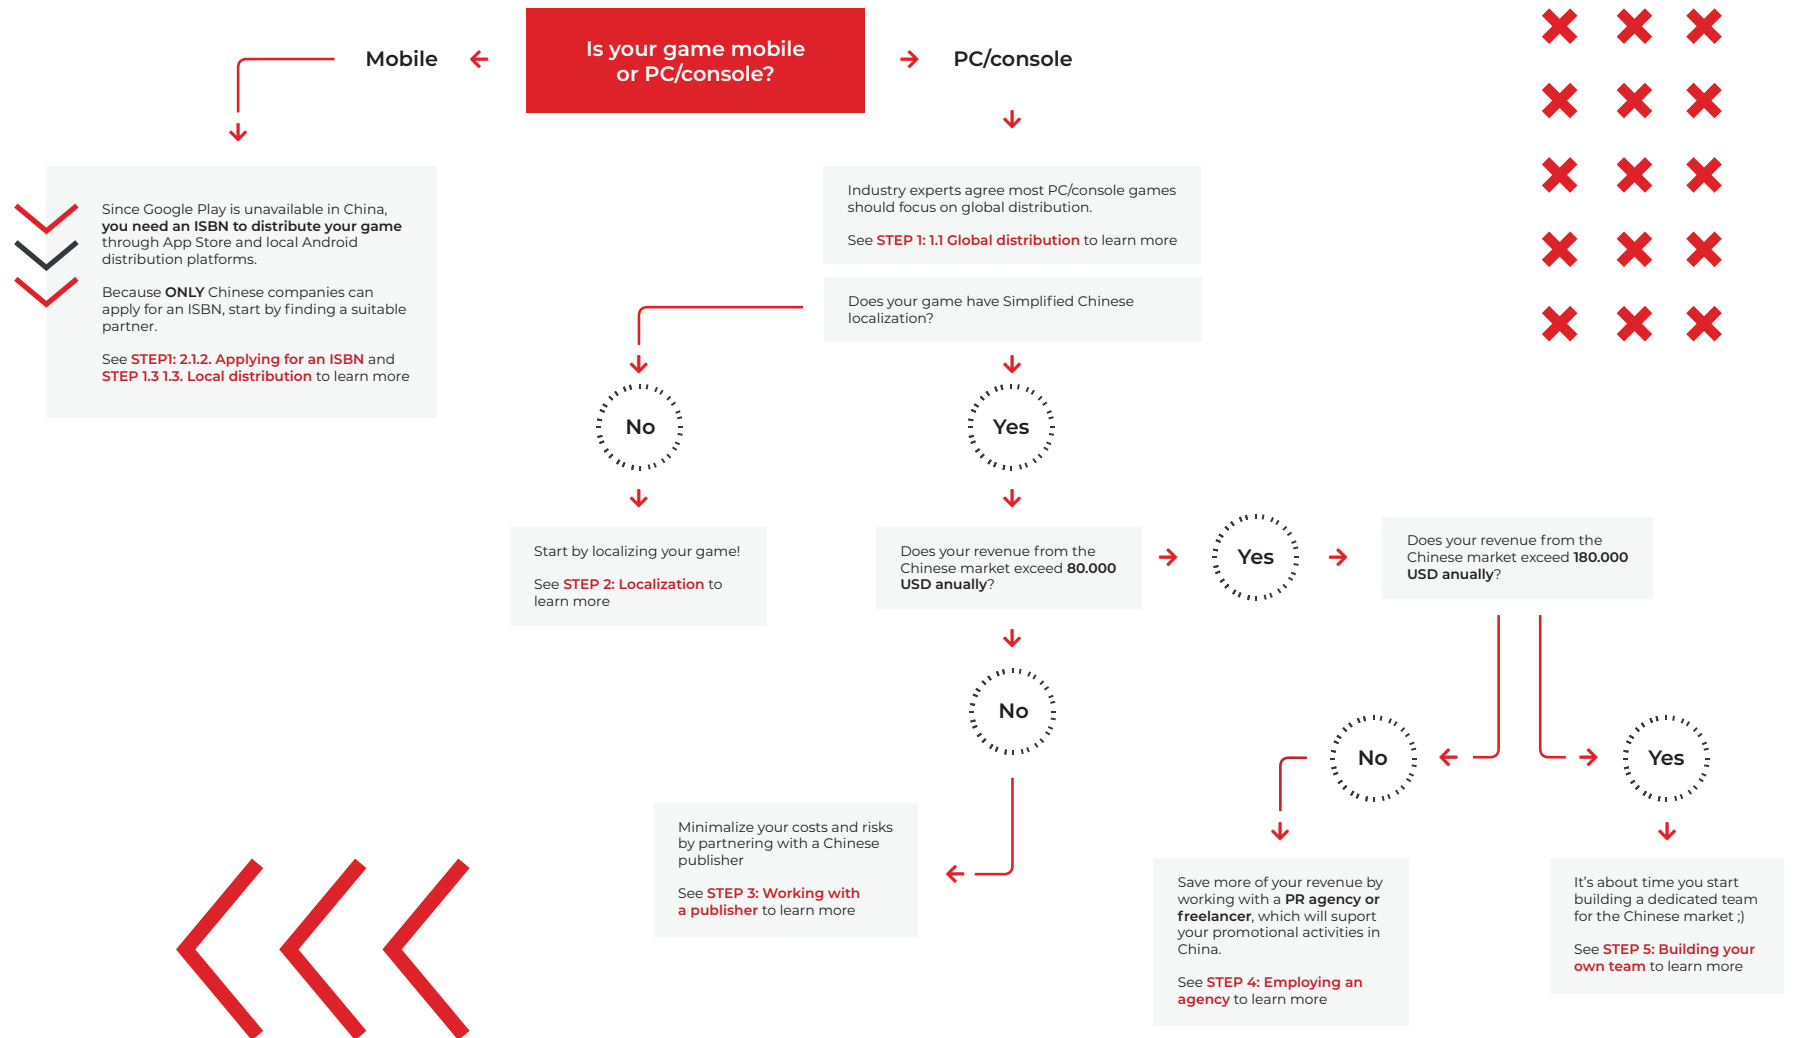 Is your game mobile
or PC/console?
Mobile
PC/console
Since Google Play is unavailable in China,
you need an ISBN to distribute your game
through App Store and local Android
distribution platforms.
Because ONLY Chinese companies can
apply for an ISBN, start by finding a suitable
partner.
See STEP1: 2.1.2. Applying for an ISBN and
STEP 1.3 1.3. Local distribution to learn more
Industry experts agree most PC/console games
should focus on global distribution.
See STEP 1: 1.1 Global distribution to learn more
Does your game have Simplified Chinese
localization?
No
Yes
Start by localizing your game!
See STEP 2: Localization to
learn more
Does your revenue from the
Chinese market exceed 80.000
USD anually?
Yes
Does your revenue from the
Chinese market exceed 180.000
USD anually?
No
No
Yes
Minimalize your costs and risks
by partnering with a Chinese
publisher
See STEP 3: Working with
a publisher to learn more
Save more of your revenue by
working with a PR agency or
freelancer, which will suport
your promotional activities in
China.
See STEP 4: Employing an
agency to learn more
It's about time you start
building a dedicated team
for the Chinese market ;)
See STEP 5: Building your
own team to learn more